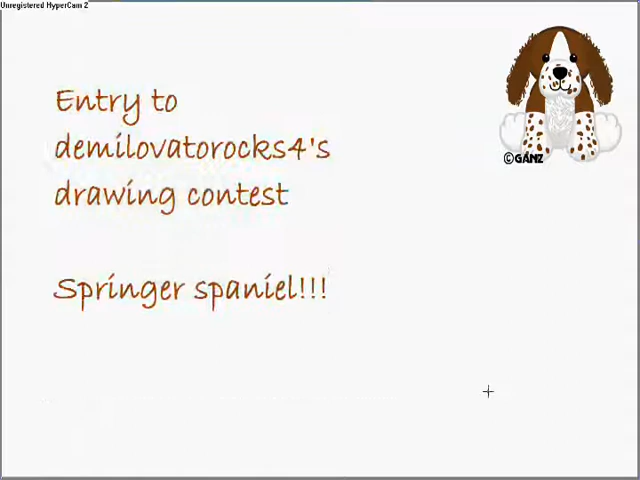 Unregistered HyperCam 2
Entry to
demilovatorocks4's
drawing contest
©GANZ
Springer spaniel!!!